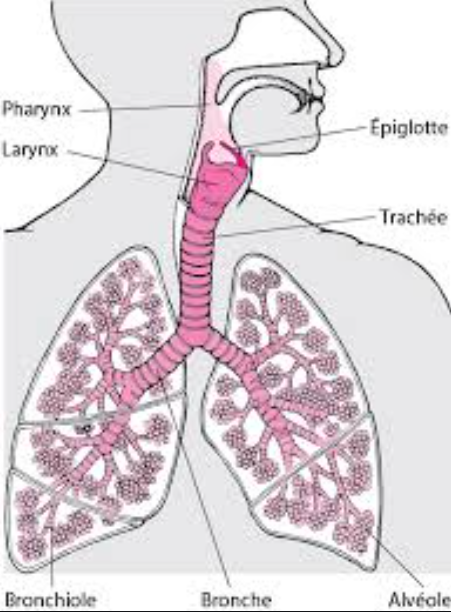 Pharynx
Épiglotte
Larynx
Trachée
Bronchiole
Bronche
Alvéole